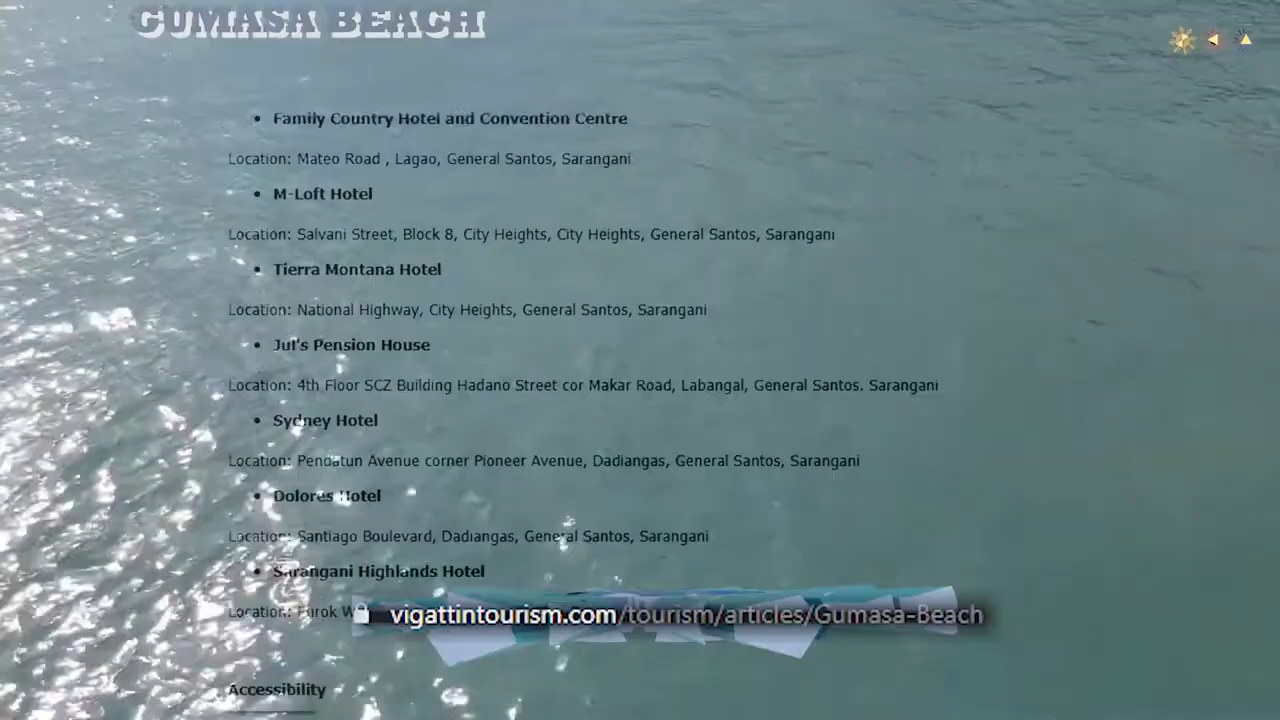 GUMASA BEACH
• Family Country Hotel and Convention Centre
Location: Mateo Road , Lagao, General Santos, Sarangani
• M-Loft Hotel
Location: Salvani Street, Block 8, City Heights, City Heights, General Santos, Sarangani
• Tierra Montana Hotel
Location: National Highway, City Heights, General Santos, Sarangani
• Jul's Pension House
Location: 4th Floor SCZ Building Hadano Street cor Makar Road, Labangal, General Santos. Sarangani
• Sydney Hotel
Location: Pendatun Avenue corner Pioneer Avenue, Dadiangas, General Santos, Sarangani
• Dolores Hotel
Location: Santiago Boulevard, Dadiangas, General Santos, Sarangani
• Sarangani Highlands Hotel
Location: Purok
vigattintourism.com/tourism/articles/Gumasa-Beach
Accessibility